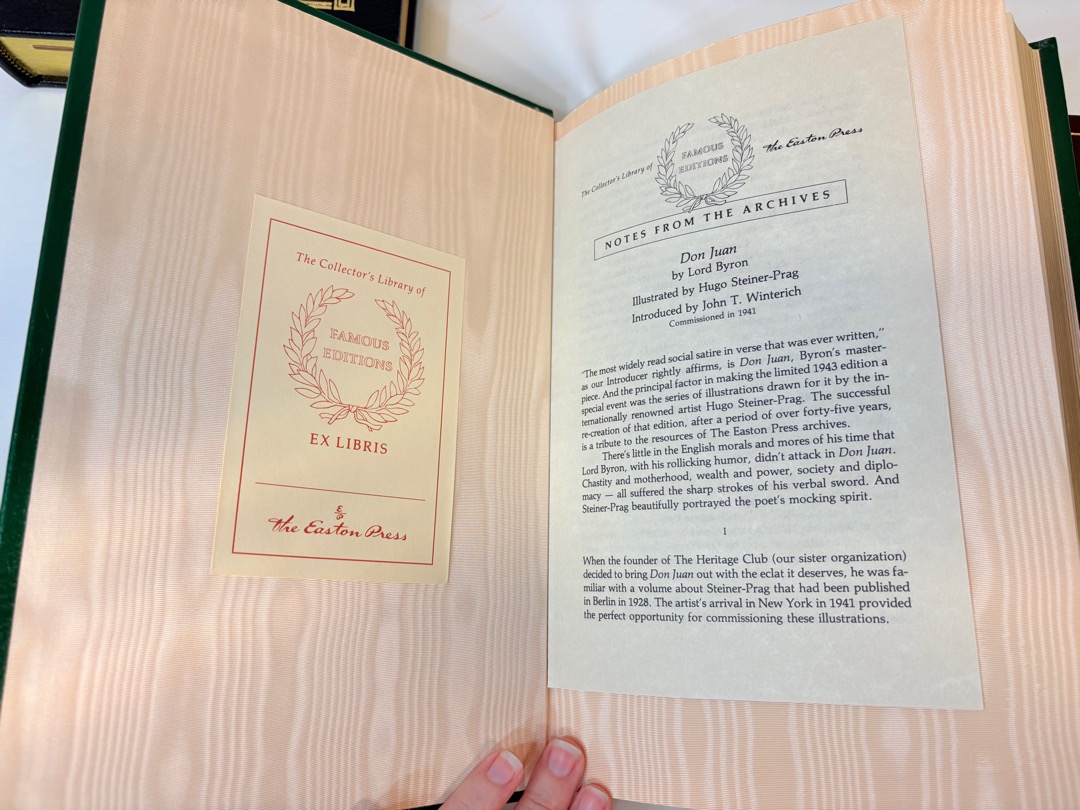 The Collector's Library of
FAMOUS
EDITIONS
EX LIBRIS
E
P
The Easton Press
The Collector's Library of
FAMOUS
EDITIONS
The Easton Press
NOTES FROM THE ARCHIVES
Don Juan
by Lord Byron
Illustrated by Hugo Steiner-Prag
Introduced by John T. Winterich
Commissioned in 1941
"The most widely read social satire in verse that was ever written,"
as our Introducer rightly affirms, is Don Juan, Byron's master-
piece. And the principal factor in making the limited 1943 edition a
special event was the series of illustrations drawn for it by the in-
ternationally renowned artist Hugo Steiner-Prag. The successful
re-creation of that edition, after a period of over forty-five years,
is a tribute to the resources of The Easton Press archives.
There's little in the English morals and mores of his time that
Lord Byron, with his rollicking humor, didn't attack in Don Juan.
Chastity and motherhood, wealth and power, society and diplo-
macy — all suffered the sharp strokes of his verbal sword. And
Steiner-Prag beautifully portrayed the poet's mocking spirit.
I
When the founder of The Heritage Club (our sister organization)
decided to bring Don Juan out with the eclat it deserves, he was fa-
miliar with a volume about Steiner-Prag that had been published
in Berlin in 1928. The artist's arrival in New York in 1941 provided
the perfect opportunity for commissioning these illustrations.